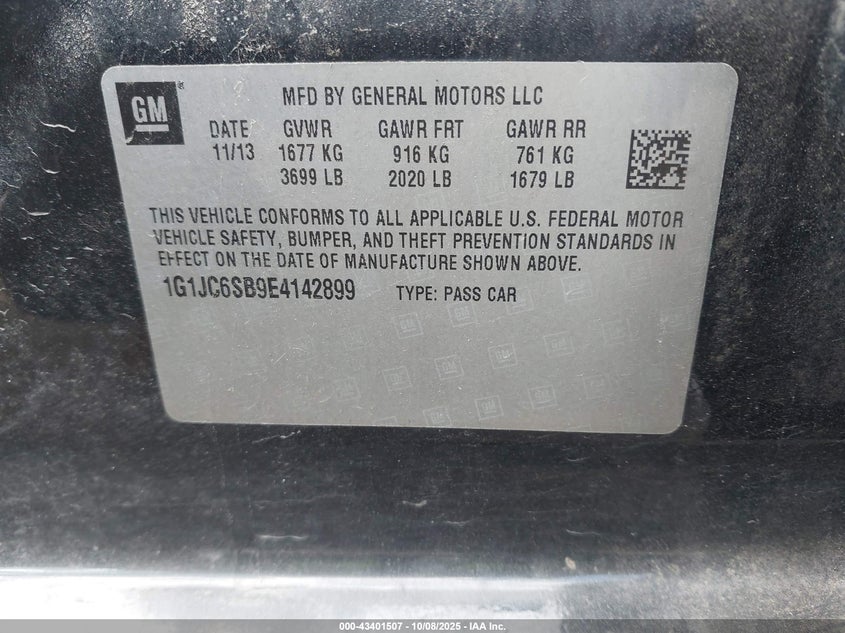 GM
MFD BY GENERAL MOTORS LLC
DATE GVWR GAWR FRT GAWR RR
11/13 1677 KG 916 KG 761 KG
3699 LB 2020 LB 1679 LB
THIS VEHICLE CONFORMS TO ALL APPLICABLE U.S. FEDERAL MOTOR
VEHICLE SAFETY, BUMPER, AND THEFT PREVENTION STANDARDS IN
EFFECT ON THE DATE OF MANUFACTURE SHOWN ABOVE.
1G1JC6SB9E4142899 TYPE: PASS CAR
000-43401507 - 10/08/2025 - IAA Inc.